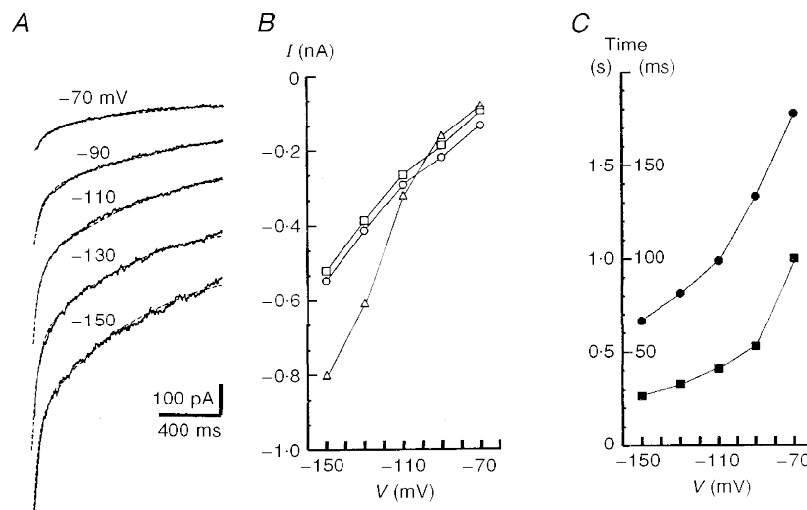 A
B
C
−70 mV
−90
−110
−130
−150
100 pA
400 ms
I (nA)
0
−0.2
−0.4
−0.6
−0.8
−1.0
−150
−110
−70
V (mV)
Time
(s)
(ms)
1·5
150
1·0
100
0·5
50
0
−150
−110
−70
V (mV)